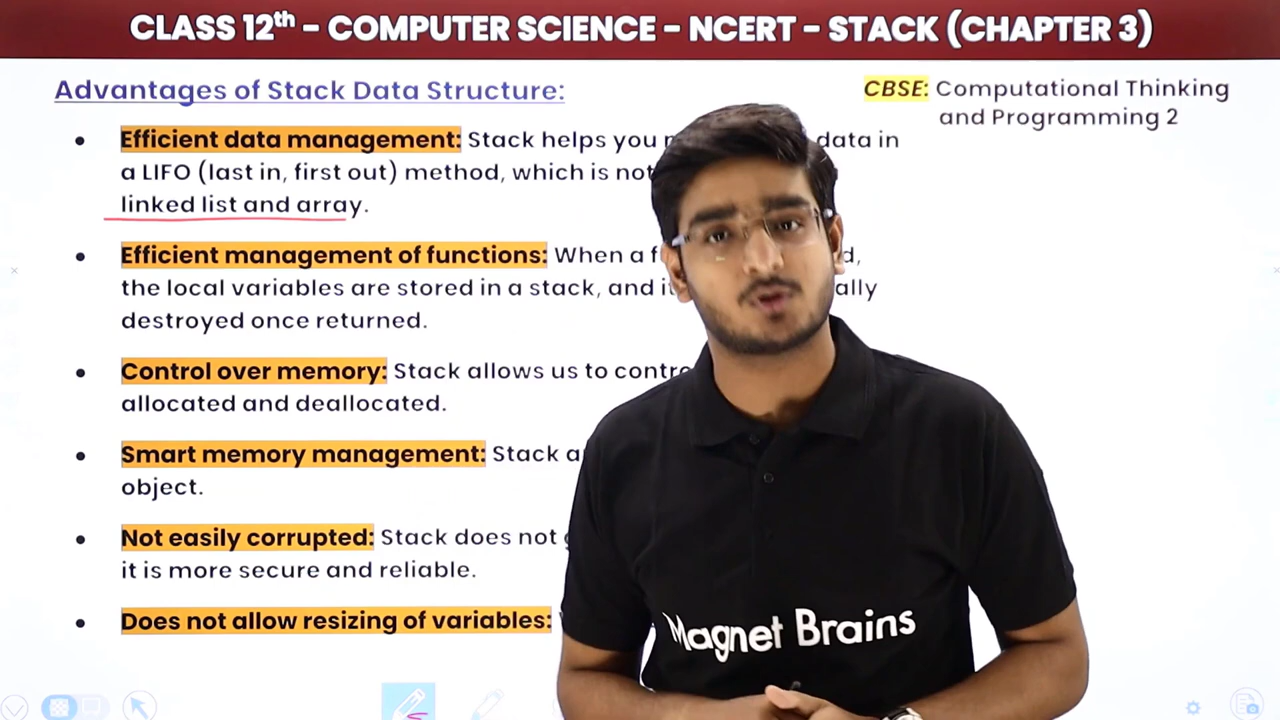 CLASS 12th - COMPUTER SCIENCE - NCERT - STACK (CHAPTER 3)
Advantages of Stack Data Structure:
CBSE: Computational Thinking
and Programming 2
• Efficient data management: Stack helps you data in
a LIFO (last in, first out) method, which is not
linked list and array.
• Efficient management of functions: When a
the local variables are stored in a stack, and
destroyed once returned.
• Control over memory: Stack allows us to
allocated and deallocated.
• Smart memory management: Stack
object.
• Not easily corrupted: Stack does not
it is more secure and reliable.
• Does not allow resizing of variables:
Magnet Brains